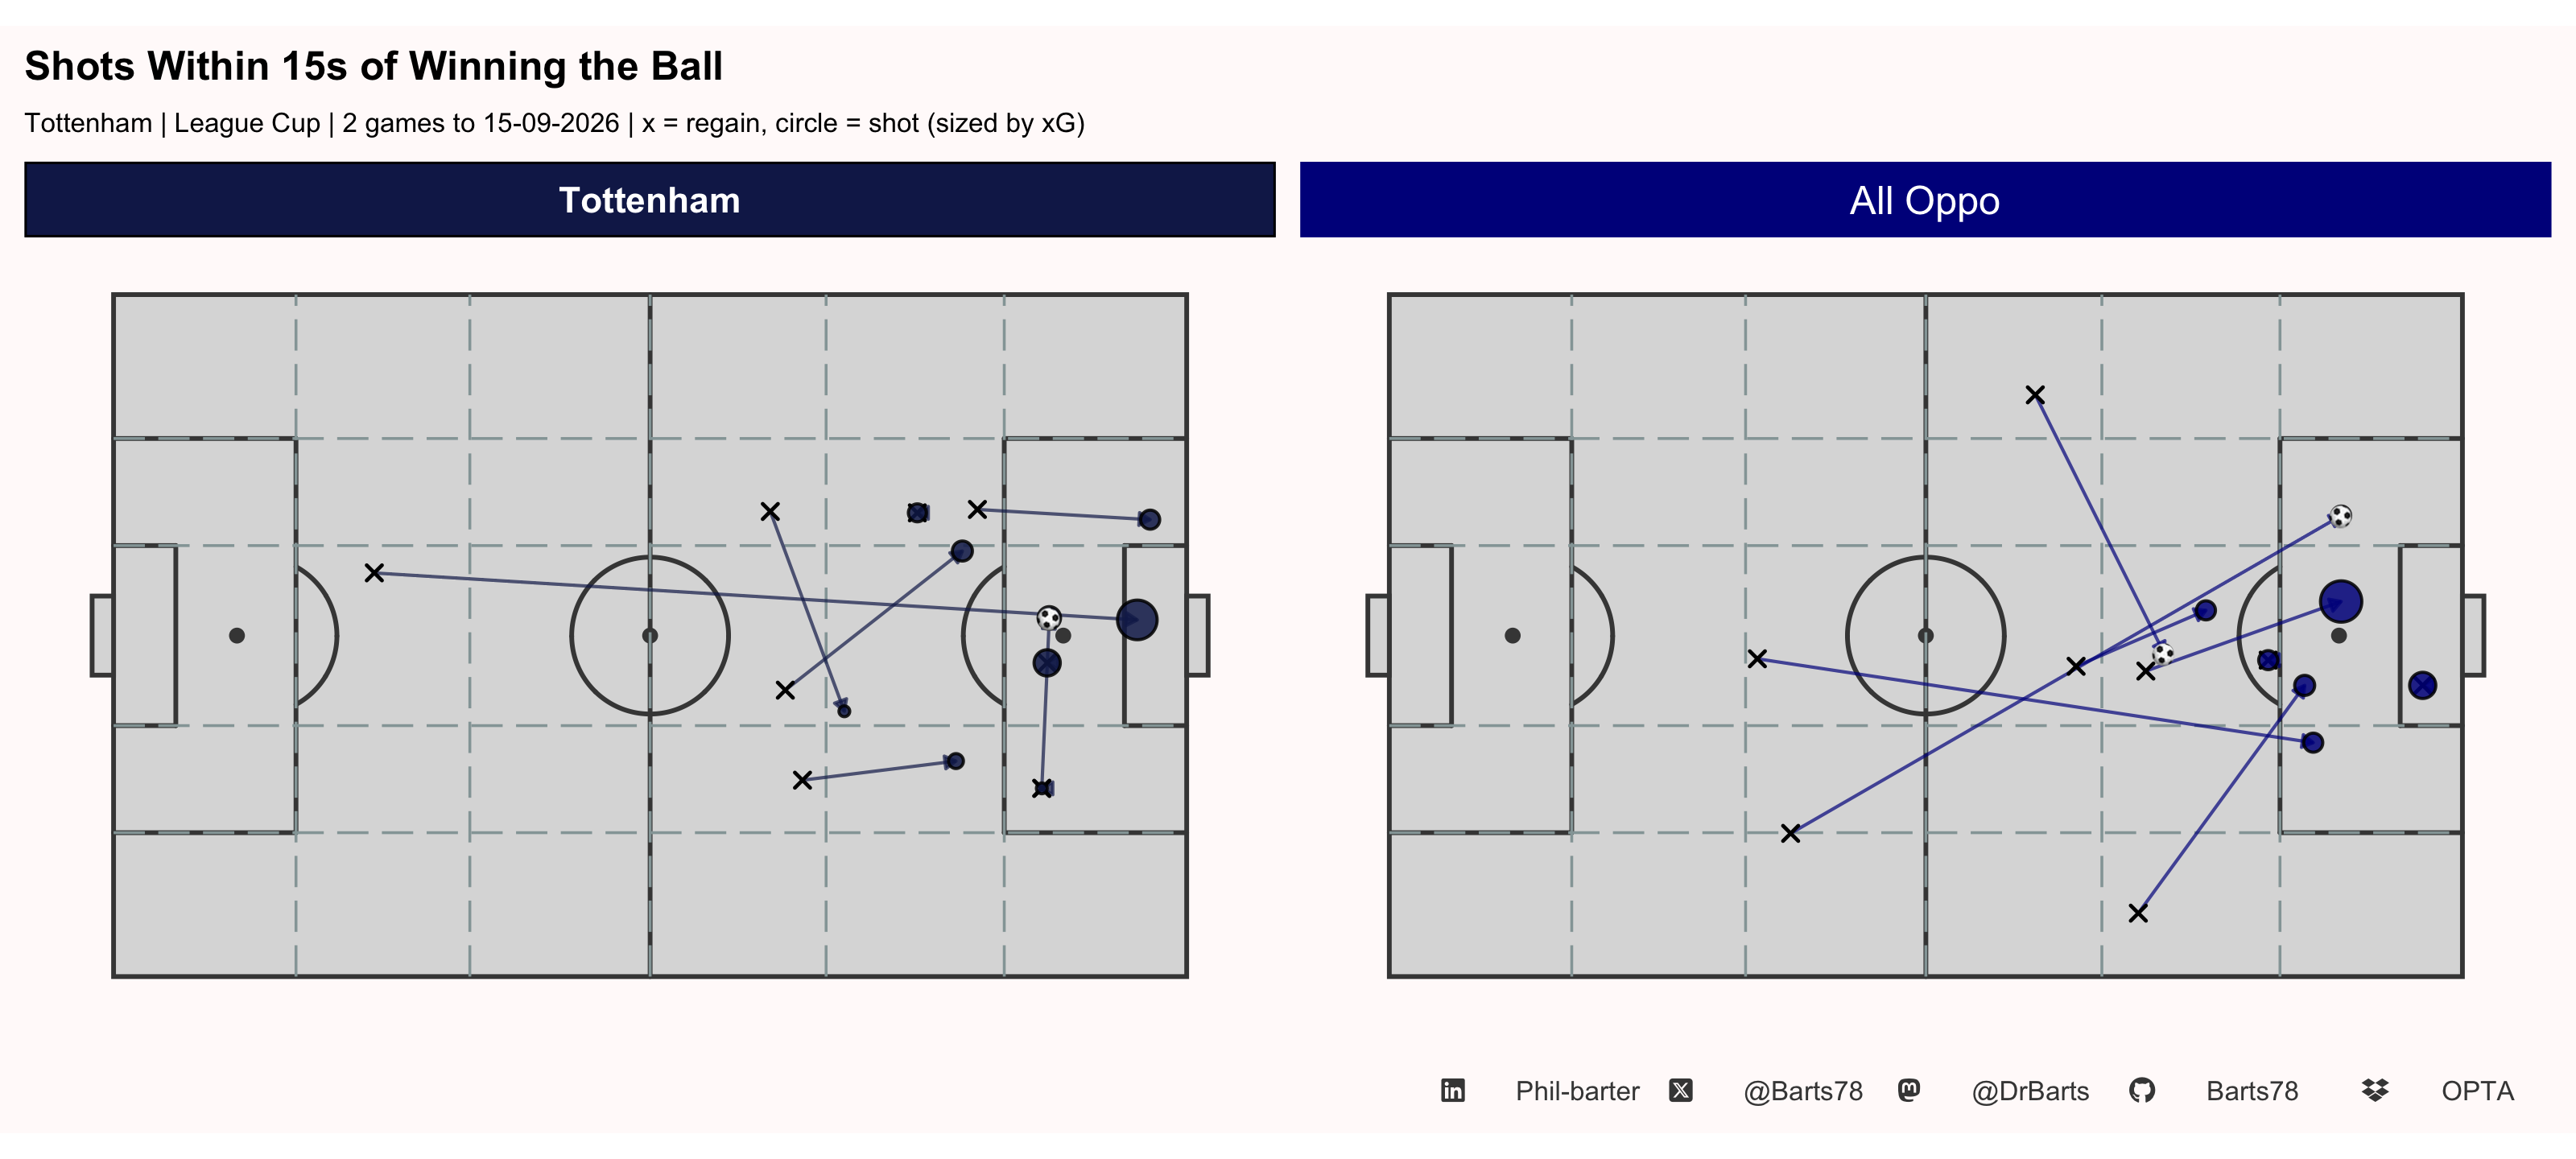 Shots Within 15s of Winning the Ball
Tottenham | League Cup | 2 games to 15-09-2026 | x = regain, circle = shot (sized by xG)
Tottenham
All Oppo
Phil-barter @Barts78 @DrBarts Barts78 OPTA